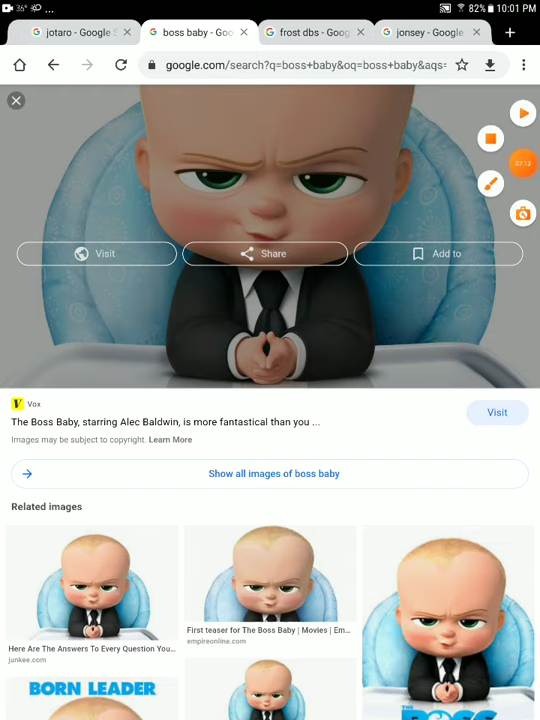 36° 82% 10:01 PM
jotaro - Google S boss baby - Goo frost dbs - Goog jonsey - Google
google.com/search?q=boss+baby&oq=boss+baby&aqs=
07:13
Visit Share Add to
V Vox
The Boss Baby, starring Alec Baldwin, is more fantastical than you ...
Visit
Images may be subject to copyright. Learn More
Show all images of boss baby
Related images
First teaser for The Boss Baby | Movies | Em...
empireonline.com
Here Are The Answers To Every Question You...
junkee.com
BORN LEADER
THE
BOSS